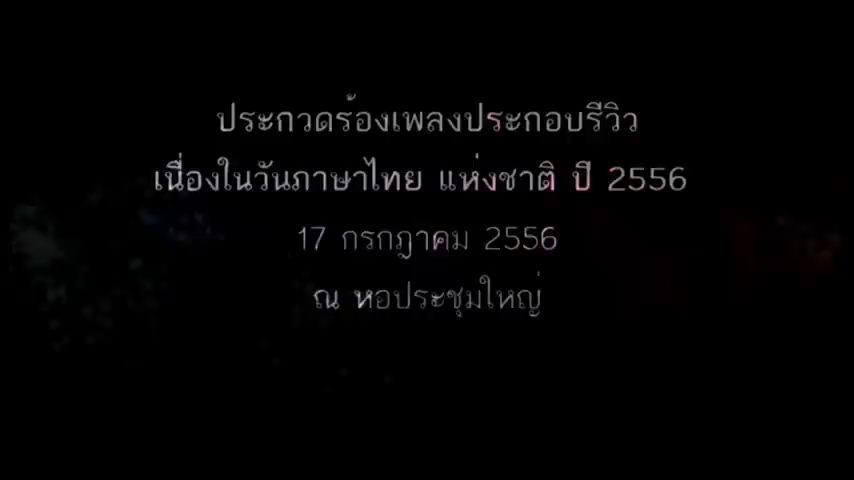 ประกวดร้องเพลงประกอบรีวิว
เนื่องในวันภาษาไทย แห่งชาติ ปี 2556
17 กรกฎาคม 2556
ณ หอประชุมใหญ่